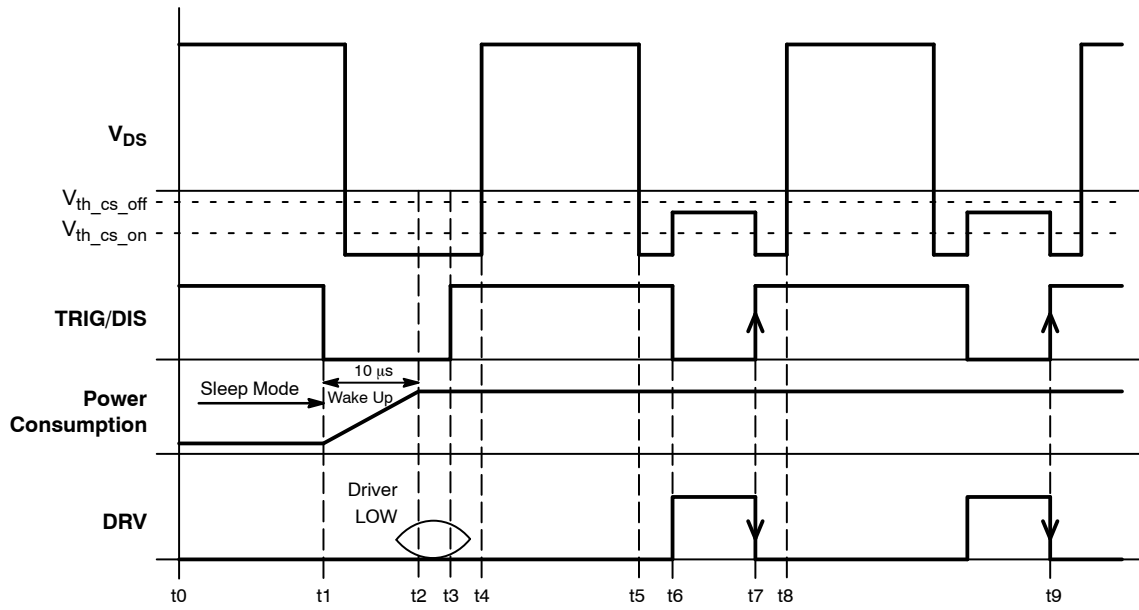 V_DS
V_th_cs_off
V_th_cs_on
TRIG/DIS
10 μs
Sleep Mode
Wake Up
Power
Consumption
Driver
LOW
DRV
t0 t1 t2 t3 t4 t5 t6 t7 t8 t9